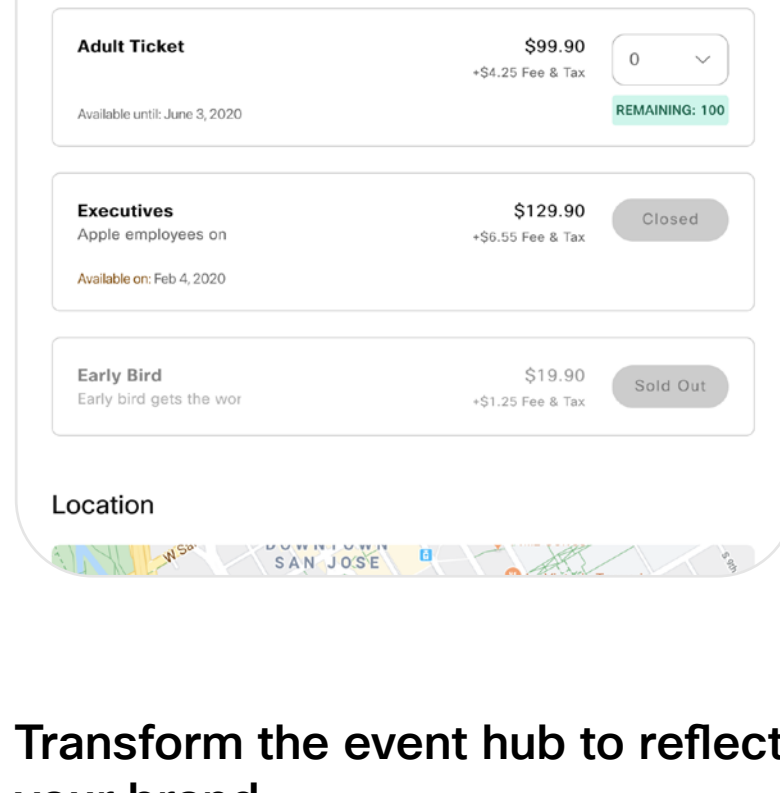 Adult Ticket
$99.90
0
+$4.25 Fee & Tax
Available until: June 3, 2020
REMAINING: 100
Executives
$129.90
Closed
Apple employees on
+$6.55 Fee & Tax
Available on: Feb 4, 2020
Early Bird
$19.90
Sold Out
Early bird gets the wor
+$1.25 Fee & Tax
Location
DOWNTOWN
SAN JOSE
S 9th
Transform the event hub to reflect
your brand